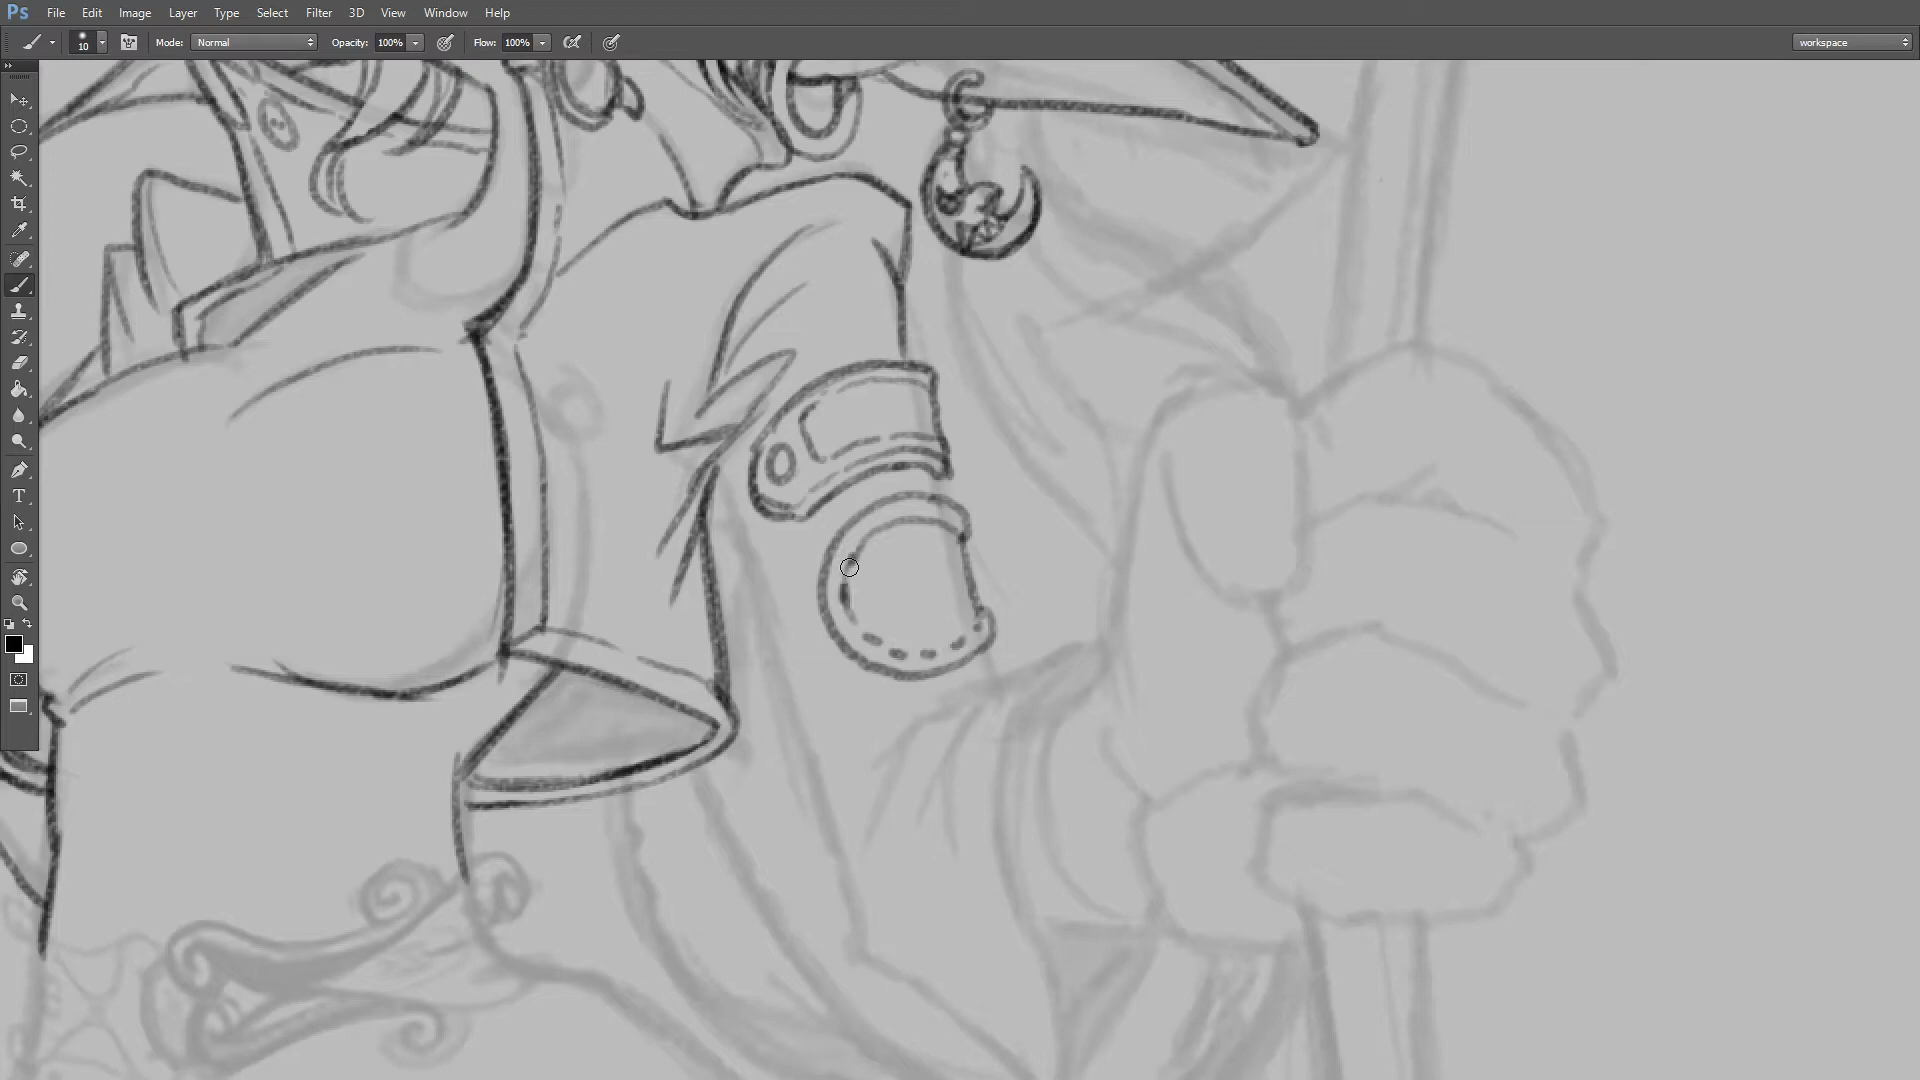 Ps File Edit Image Layer Type Select Filter 3D View Window Help
10 Mode: Normal Opacity: 100% Flow: 100% workspace
T